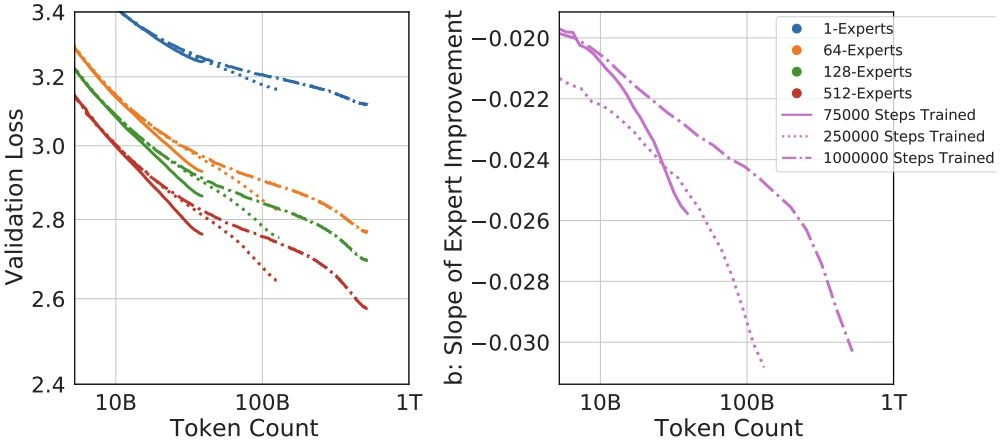 Validation Loss
3.4
3.2
3.0
2.8
2.6
2.4
10B
100B
1T
Token Count
b: Slope of Expert Improvement
−0.020
−0.022
−0.024
−0.026
−0.028
−0.030
10B
100B
1T
Token Count
1-Experts
64-Experts
128-Experts
512-Experts
75000 Steps Trained
250000 Steps Trained
1000000 Steps Trained